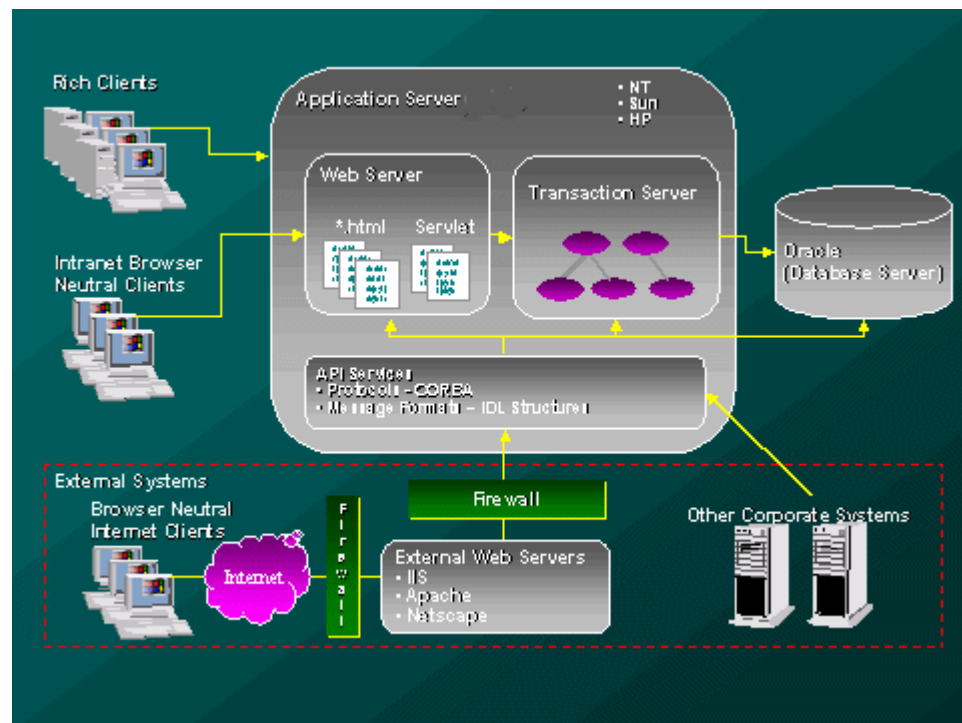 Rich Clients
Application Server
• NT
• Sun
• HP
Web Server
*.html
Servlet
Transaction Server
Oracle
(Database Server)
Intranet Browser
Neutral Clients
API Services
• Protocols - CORBA
• Message Formats - IDL Structures
External Systems
Browser Neutral
Internet Clients
Internet
Firewall
Firewall
External Web Servers
• IIS
• Apache
• Netscape
Other Corporate Systems